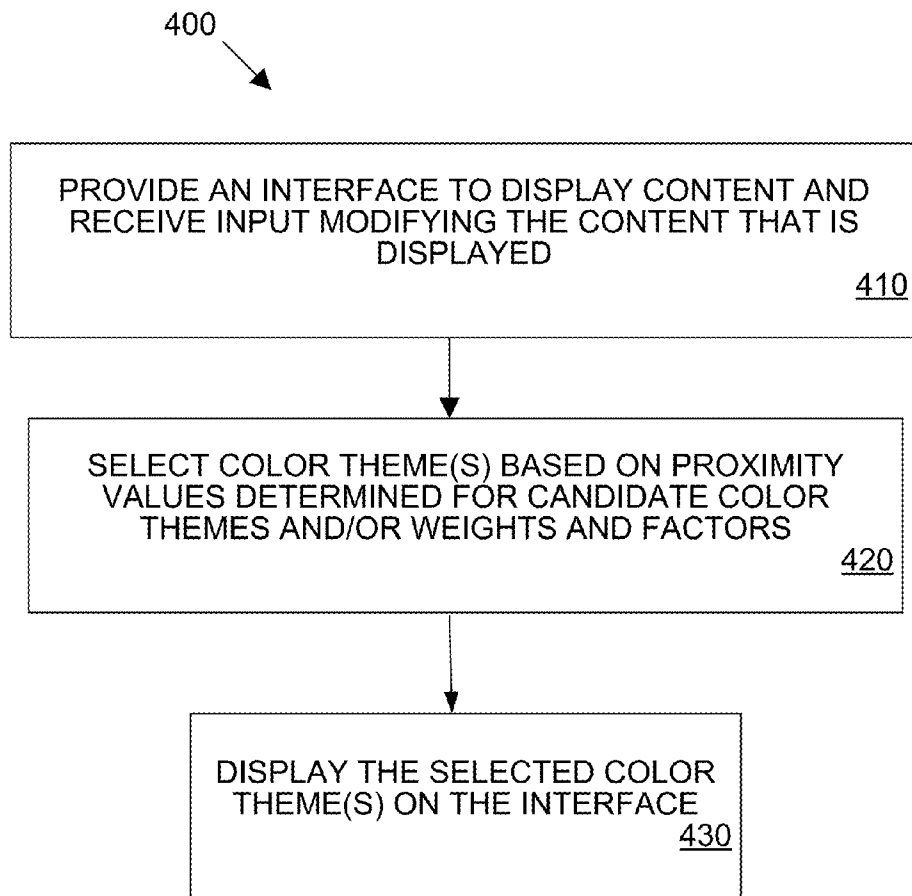 400
PROVIDE AN INTERFACE TO DISPLAY CONTENT AND
RECEIVE INPUT MODIFYING THE CONTENT THAT IS
DISPLAYED
410
SELECT COLOR THEME(S) BASED ON PROXIMITY
VALUES DETERMINED FOR CANDIDATE COLOR
THEMES AND/OR WEIGHTS AND FACTORS
420
DISPLAY THE SELECTED COLOR
THEME(S) ON THE INTERFACE
430